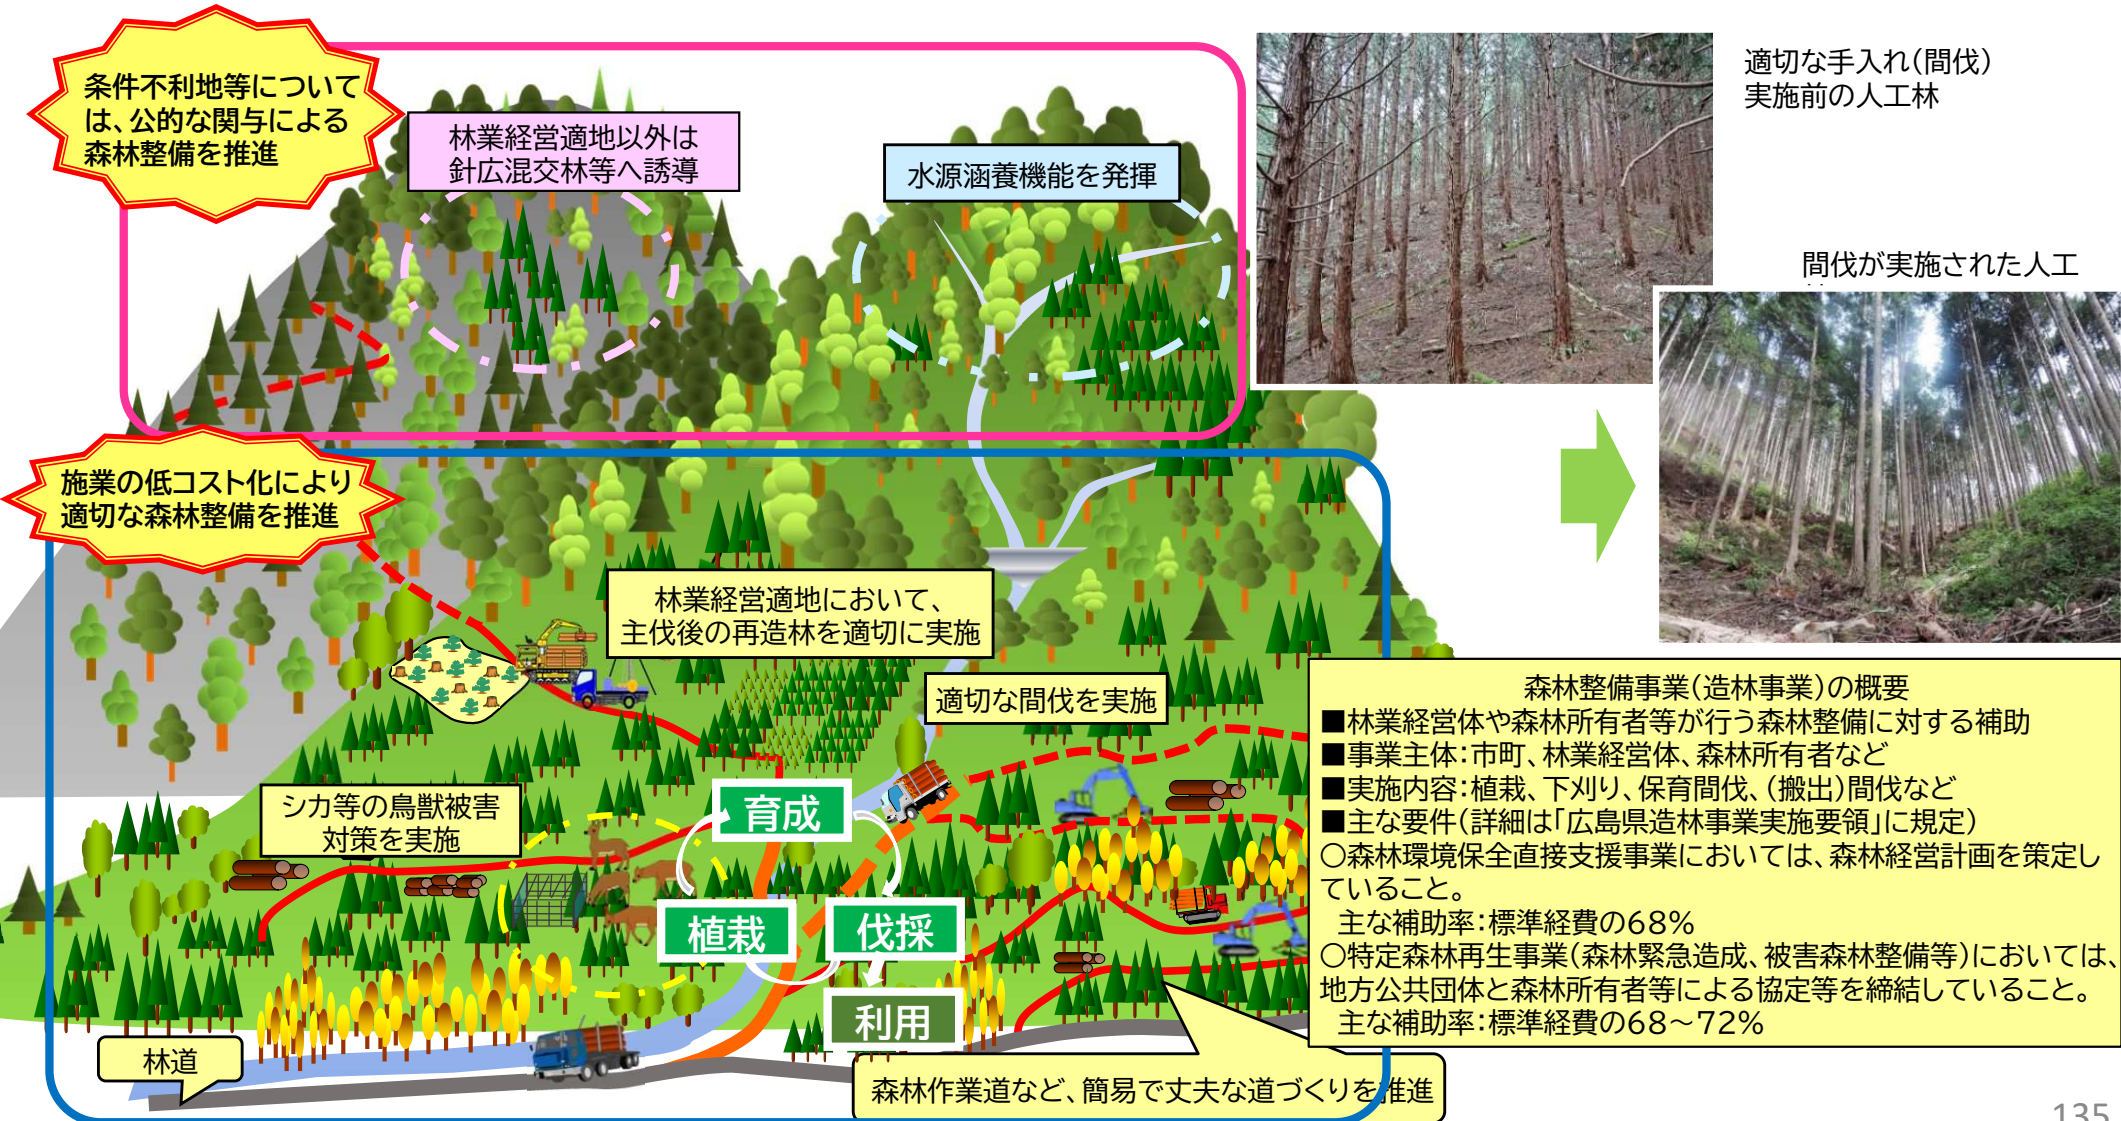 条件不利地等について
は、公的な関与による
森林整備を推進
林業経営適地以外は
針広混交林等へ誘導
水源涵養機能を発揮
適切な手入れ(間伐)
実施前の人工林
間伐が実施された人工
施業の低コスト化により
適切な森林整備を推進
林業経営適地において、
主伐後の再造林を適切に実施
適切な間伐を実施
シカ等の鳥獣被害
対策を実施
育成
植栽
伐採
利用
林道
森林作業道など、簡易で丈夫な道づくりを推進
森林整備事業(造林事業)の概要
■林業経営体や森林所有者等が行う森林整備に対する補助
■事業主体:市町、林業経営体、森林所有者など
■実施内容:植栽、下刈り、保育間伐、(搬出)間伐など
■主な要件(詳細は「広島県造林事業実施要領」に規定)
○森林環境保全直接支援事業においては、森林経営計画を策定し
ていること。
主な補助率:標準経費の68%
○特定森林再生事業(森林緊急造成、被害森林整備等)においては、
地方公共団体と森林所有者等による協定等を締結していること。
主な補助率:標準経費の68～72%
135